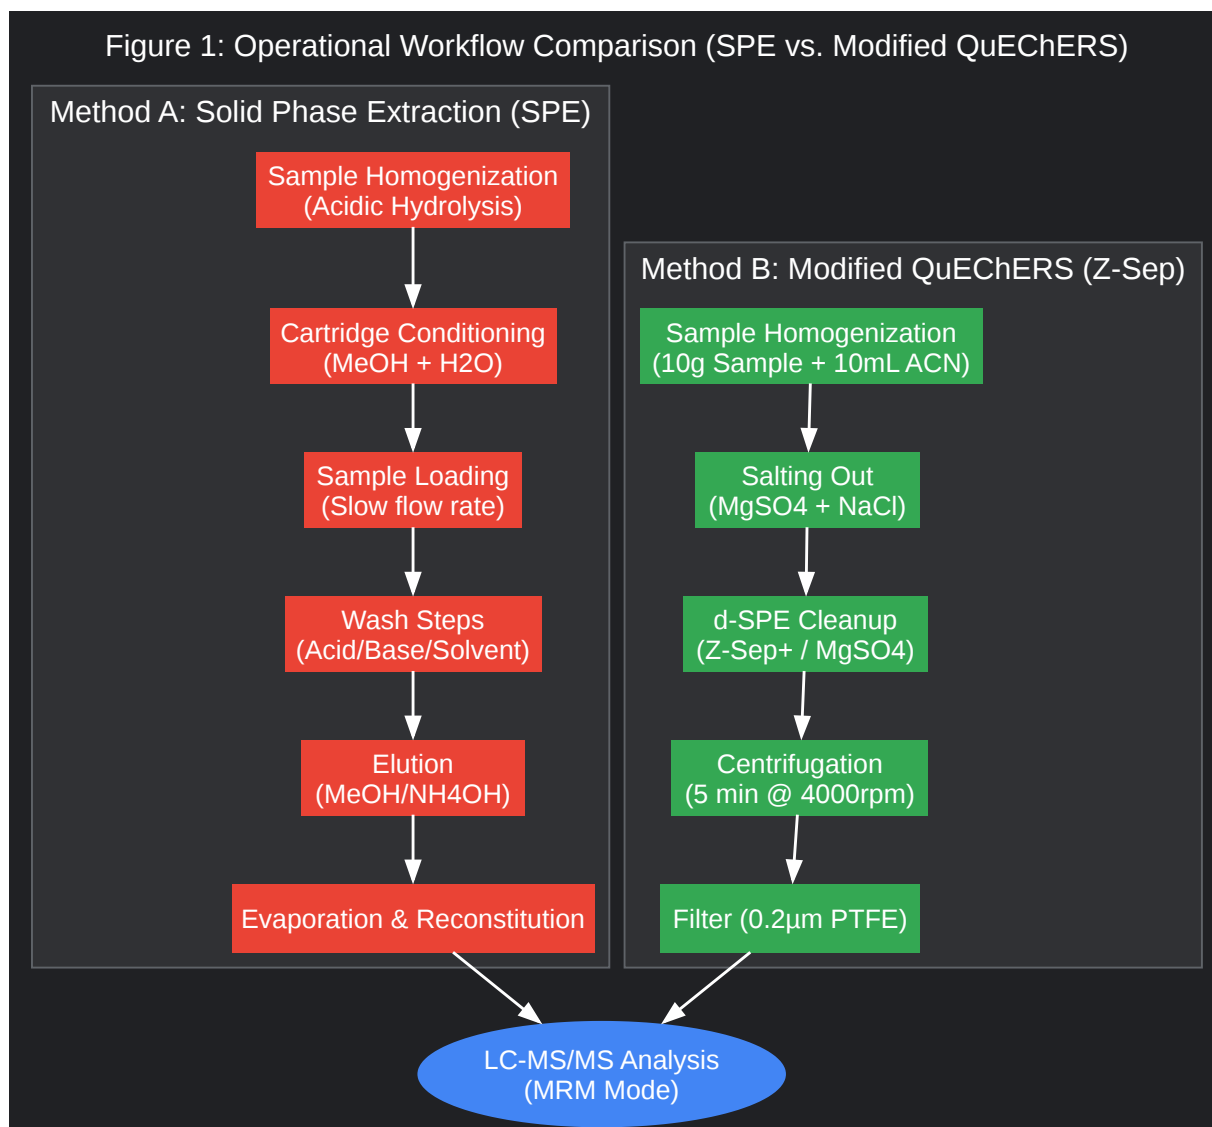 Figure 1: Operational Workflow Comparison (SPE vs. Modified QuEChERS)
Method A: Solid Phase Extraction (SPE)
Sample Homogenization
(Acidic Hydrolysis)
Cartridge Conditioning
(MeOH + H2O)
Sample Loading
(Slow flow rate)
Wash Steps
(Acid/Base/Solvent)
Elution
(MeOH/NH4OH)
Evaporation & Reconstitution
Method B: Modified QuEChERS (Z-Sep)
Sample Homogenization
(10g Sample + 10mL ACN)
Salting Out
(MgSO4 + NaCl)
d-SPE Cleanup
(Z-Sep+ / MgSO4)
Centrifugation
(5 min @ 4000rpm)
Filter (0.2µm PTFE)
LC-MS/MS Analysis
(MRM Mode)